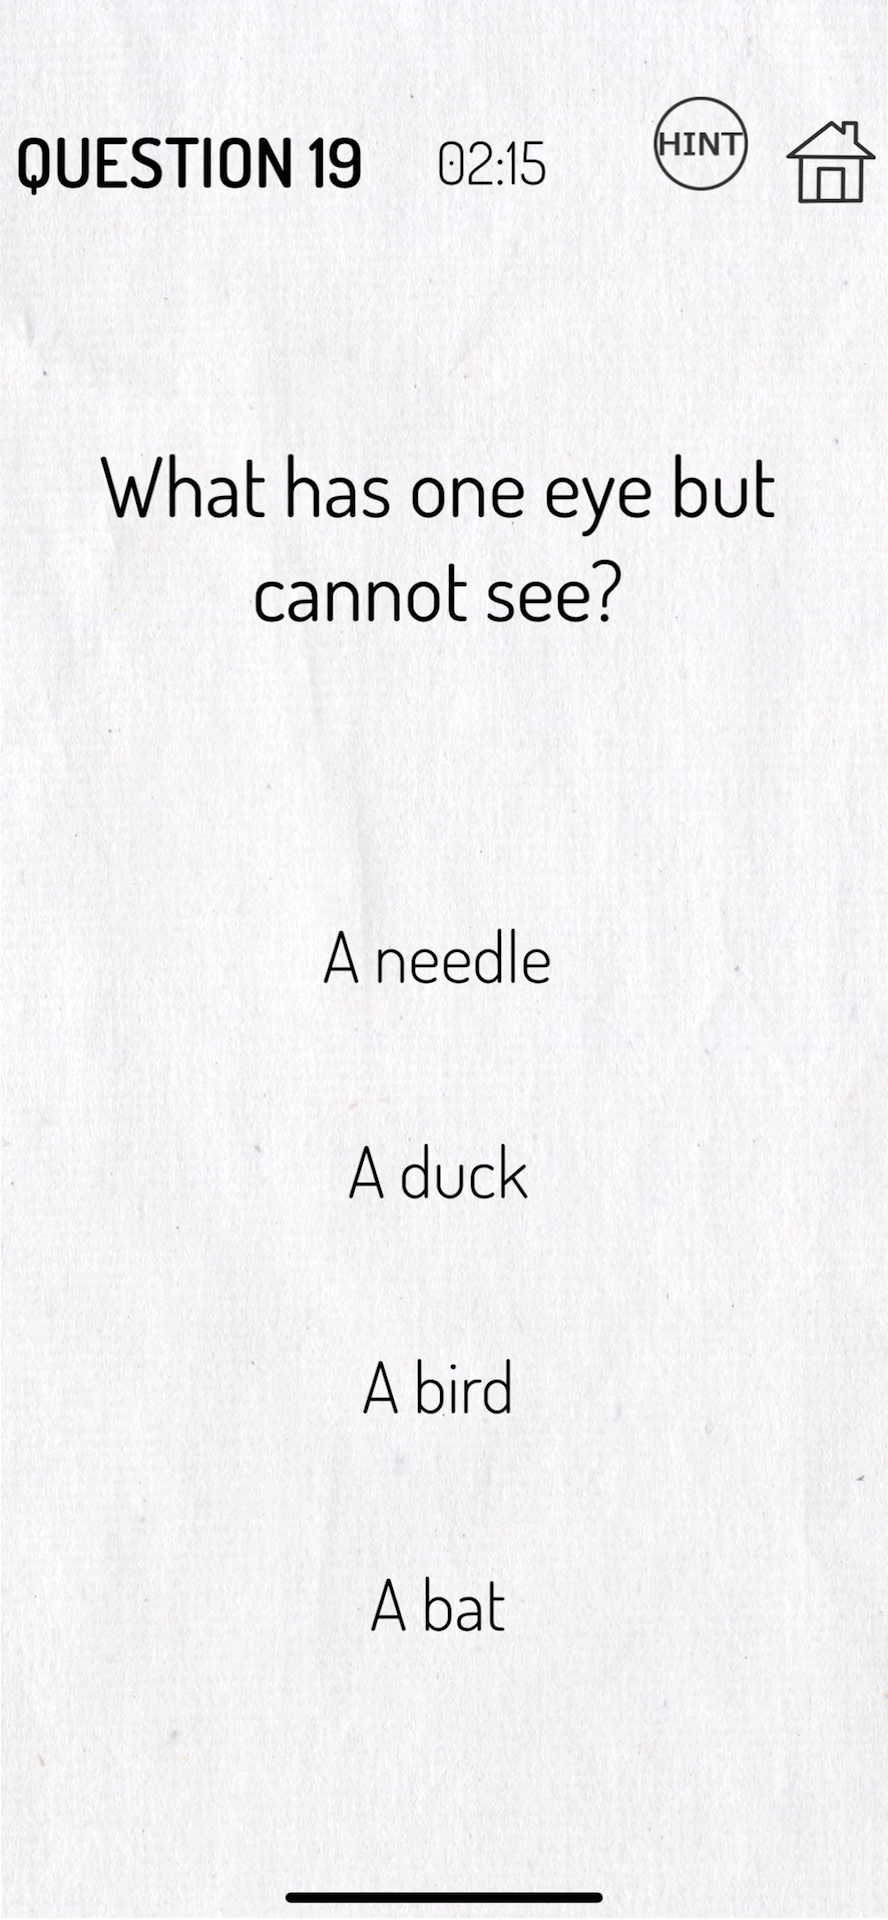 QUESTION 19
02:15
HINT
What has one eye but
cannot see?
A needle
A duck
A bird
A bat